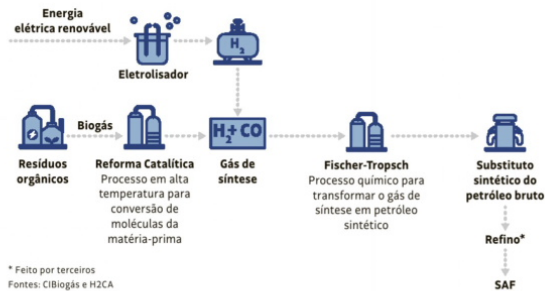 Energia
elétrica renovável
Eletrolisador
H₂
Biogás
H₂+ CO
Resíduos
orgânicos
Reforma Catalítica
Processo em alta
temperatura para
conversão de
moléculas da
matéria-prima
Gás de
síntese
Fischer-Tropsch
Processo químico para
transformar o gás de
síntese em petróleo
sintético
Substituto
sintético do
petróleo bruto
Refino*
SAF
* Feito por terceiros
Fontes: CIBiogás e H2CA